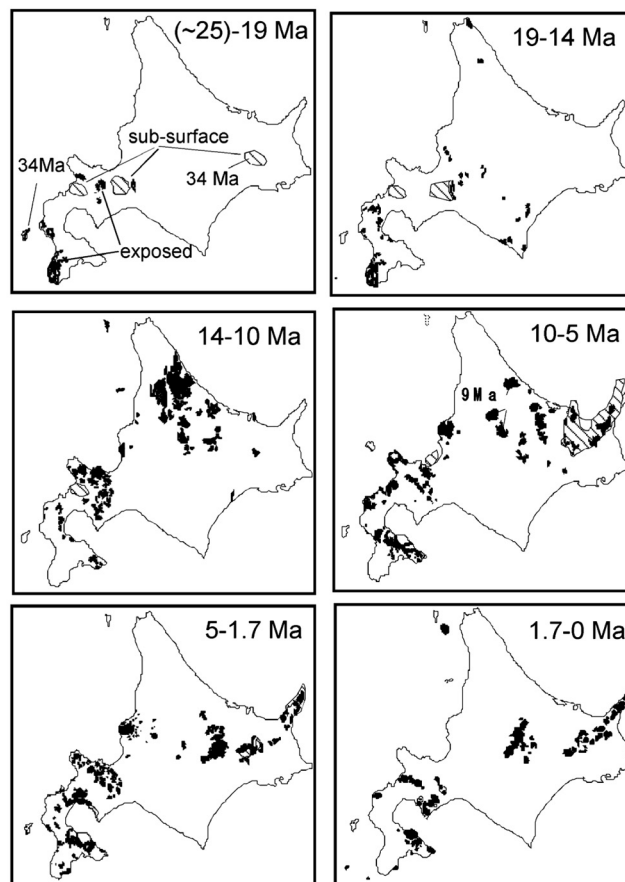 (~25)-19 Ma
sub-surface
34Ma
34 Ma
exposed
19-14 Ma
14-10 Ma
10-5 Ma
9Ma
5-1.7 Ma
1.7-0 Ma